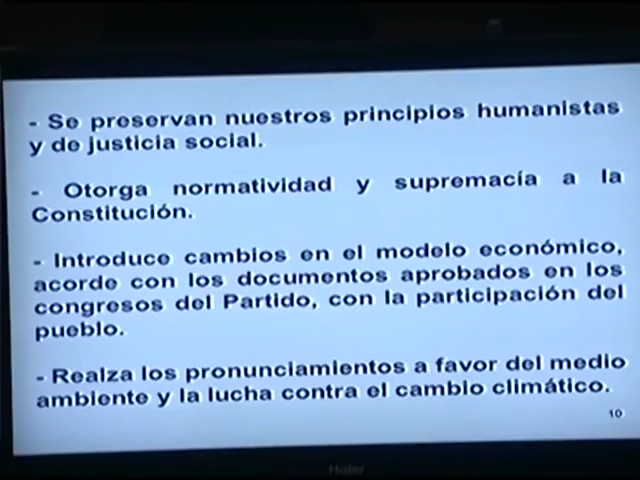 - Se preservan nuestros principios humanistas
y de justicia social.
- Otorga normatividad y supremacía a la
Constitución.
- Introduce cambios en el modelo económico,
acorde con los documentos aprobados en los
congresos del Partido, con la participación del
pueblo.
- Realza los pronunciamientos a favor del medio
ambiente y la lucha contra el cambio climático.
10
Haier